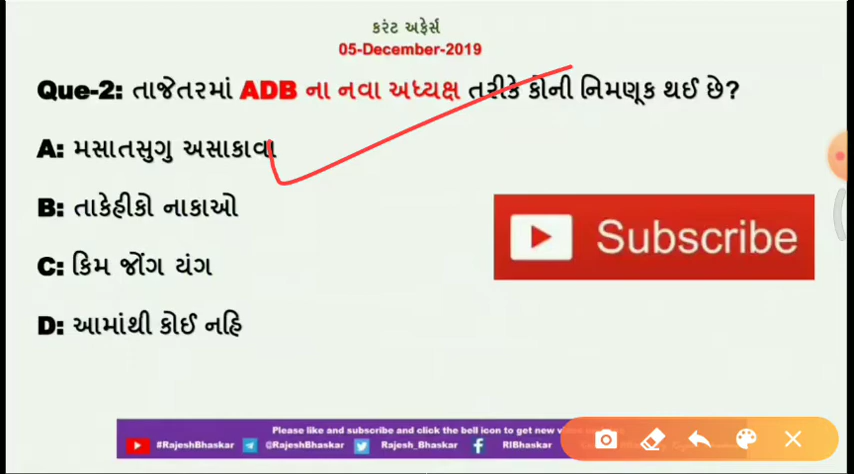 કરંટ અફેર્સ
05-December-2019
Que-2: તાજેતરમાં ADB ના નવા અધ્યક્ષ તરીકે કોની નિમણૂક થઈ છે?
A: મસાતસુગુ અસાકાવા
B: તાકેહીકો નાકાઓ
C: કિમ જોંગ યંગ
D: આમાંથી કોઈ નહિ
Subscribe
Please like and subscribe and click the bell icon to get new
#RajeshBhaskar @RajeshBhaskar Rajesh_Bhaskar RIBhaskar